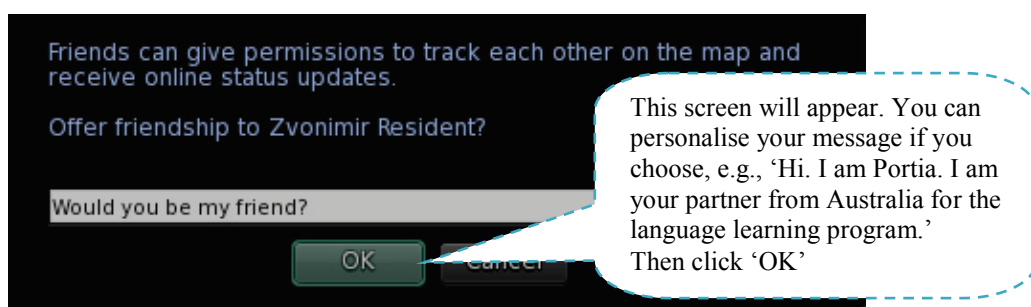 Friends can give permissions to track each other on the map and
receive online status updates.
Offer friendship to Zvonimir Resident?
Would you be my friend?
OK
Cancel
This screen will appear. You can
personalise your message if you
choose, e.g., ‘Hi. I am Portia. I am
your partner from Australia for the
language learning program.’
Then click ‘OK’